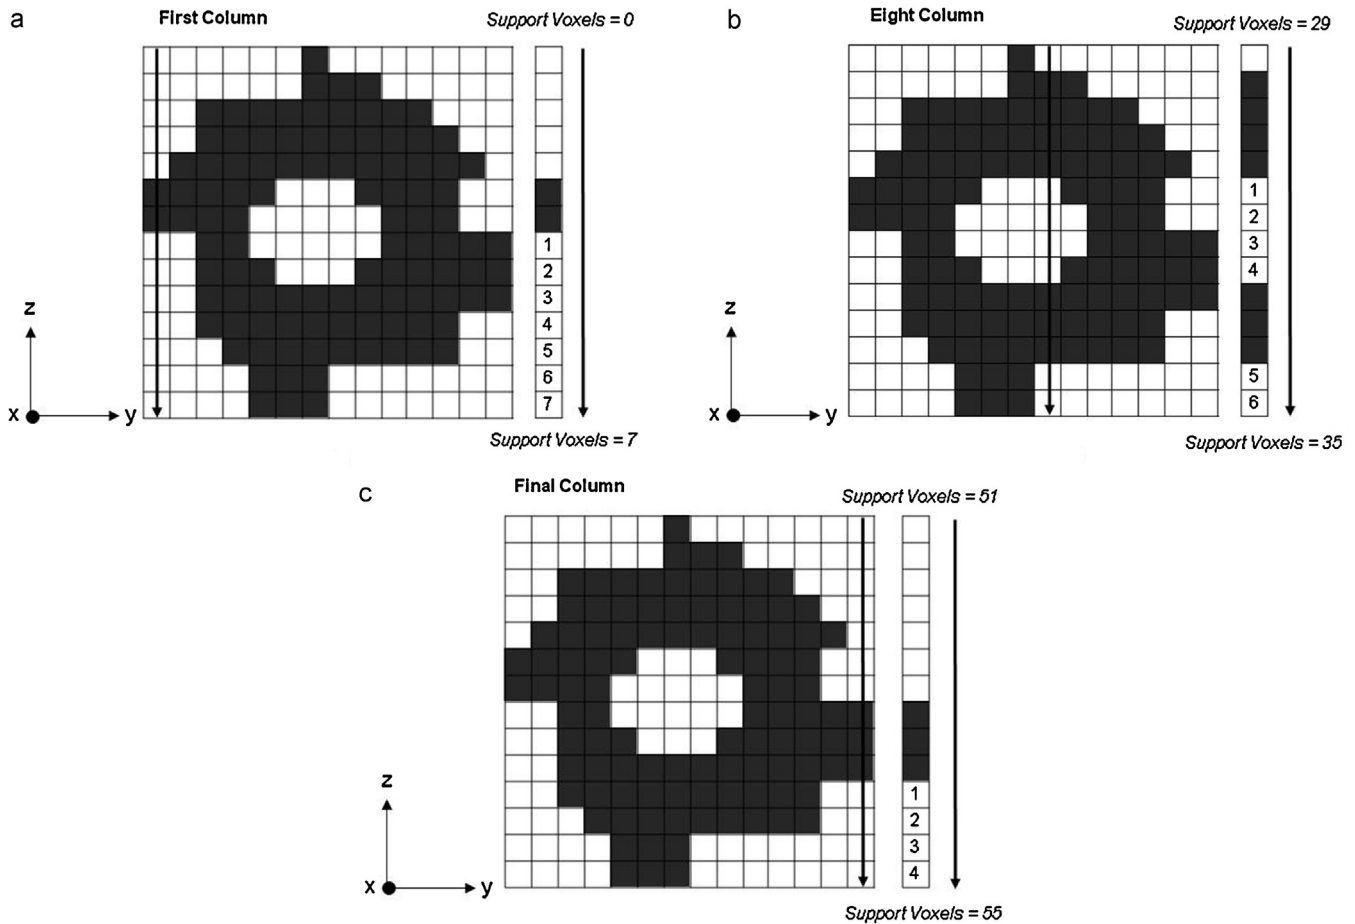 a
First Column
Support Voxels = 0
1
2
3
4
5
6
7
z
x
y
Support Voxels = 7
b
Eight Column
Support Voxels = 29
1
2
3
4
5
6
z
x
y
Support Voxels = 35
c
Final Column
Support Voxels = 51
1
2
3
4
z
x
y
Support Voxels = 55